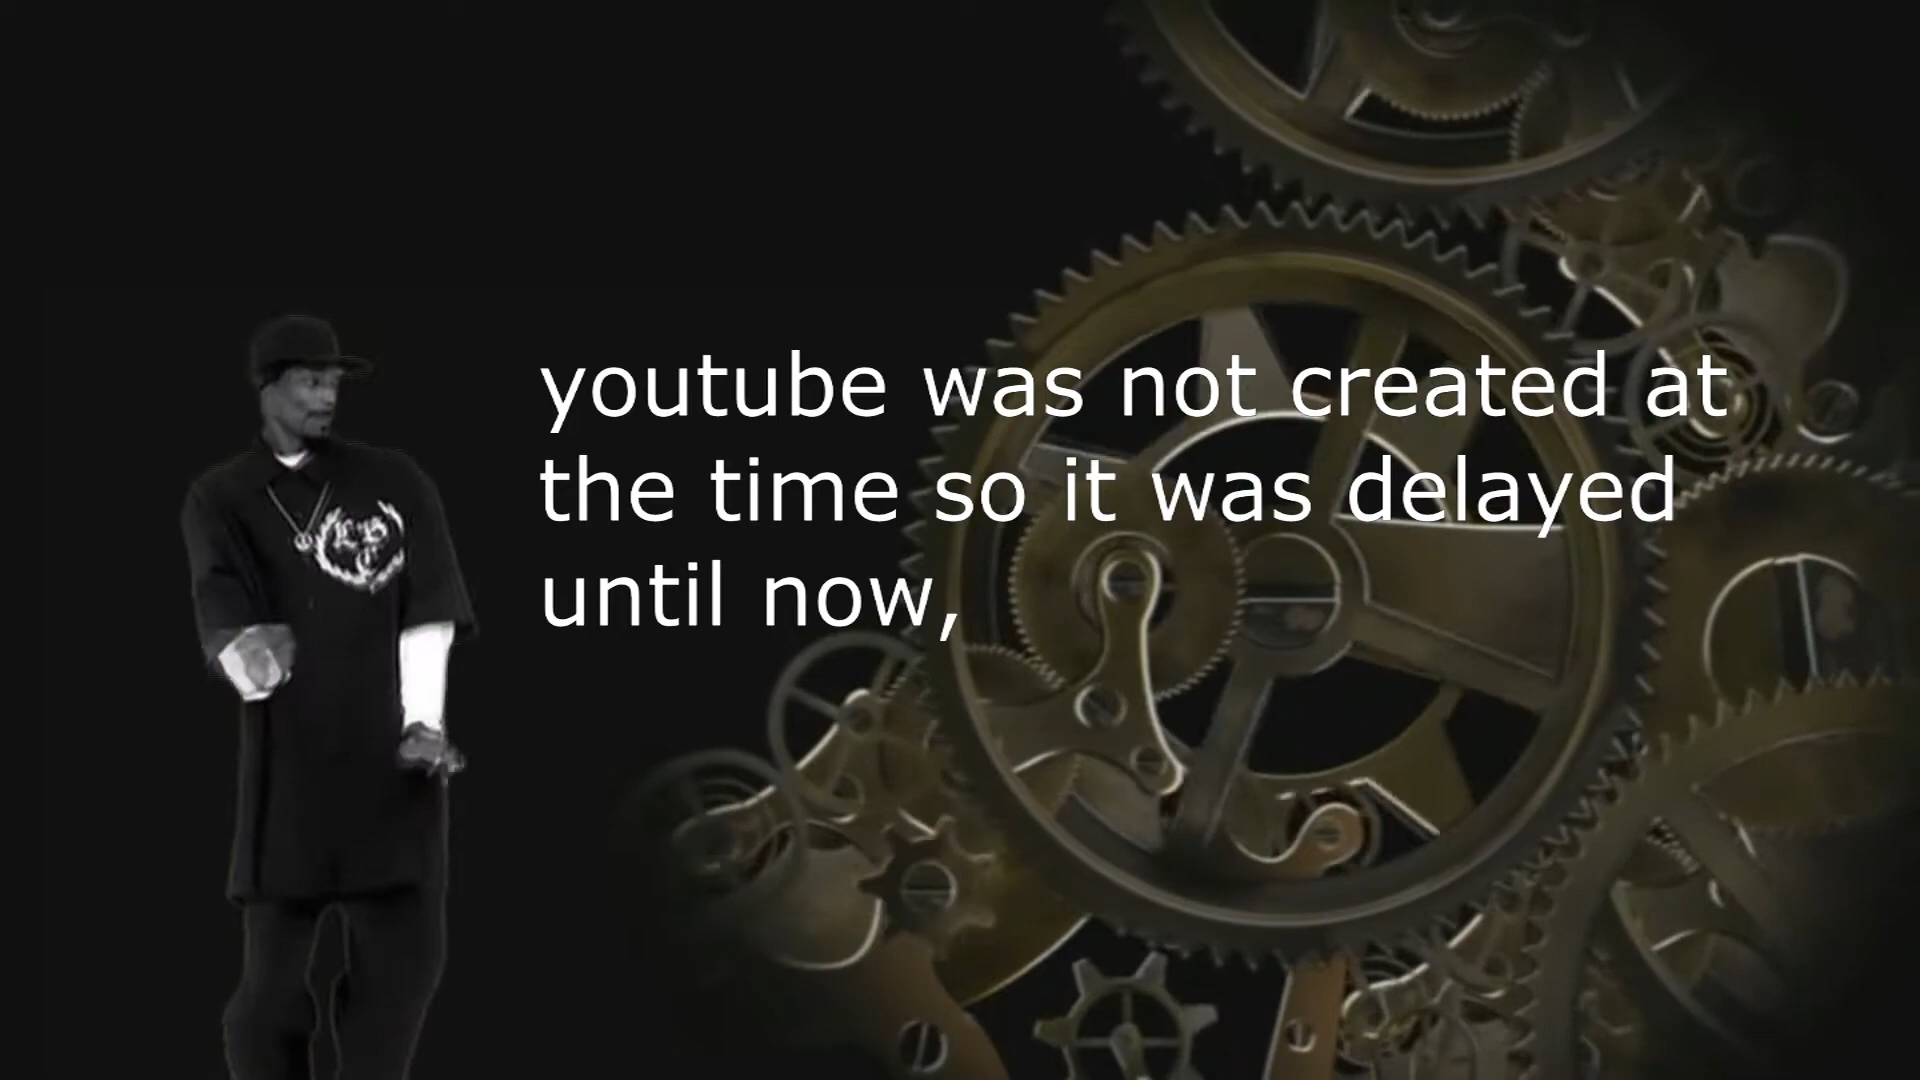 youtube was not created at
the time so it was delayed
until now,